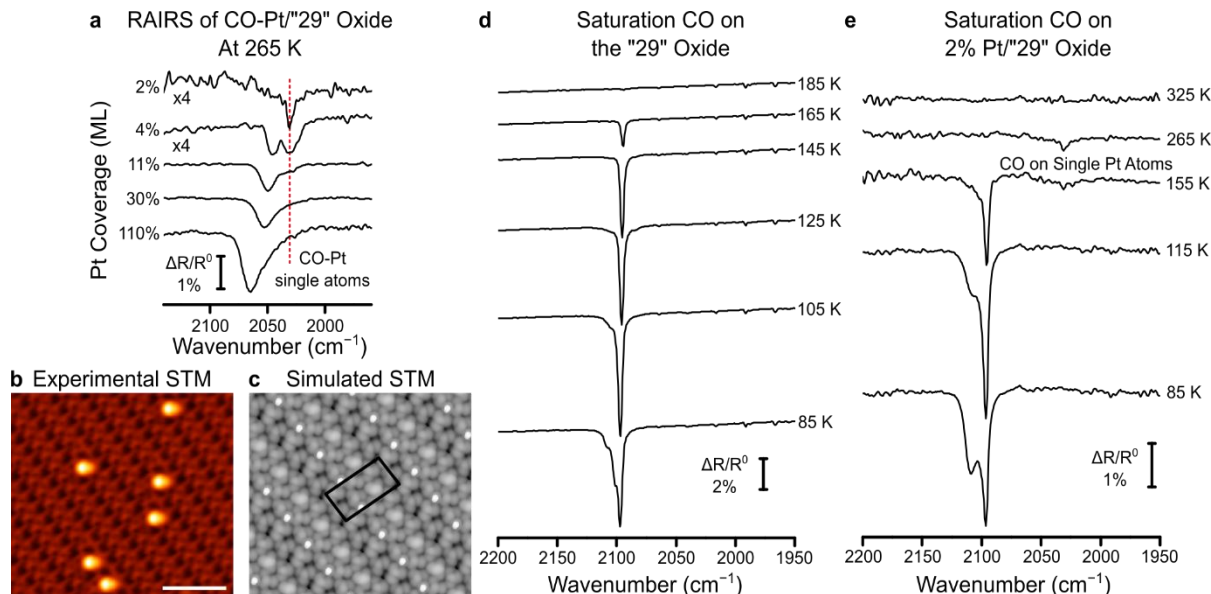 a RAIRS of CO-Pt/"29" Oxide
At 265 K
Pt Coverage (ML)
2%
x4
4%
x4
11%
30%
110%
ΔR/R⁰
1%
CO-Pt
single atoms
2100 2050 2000
Wavenumber (cm⁻¹)
b Experimental STM
c Simulated STM
d Saturation CO on
the "29" Oxide
185 K
165 K
145 K
125 K
105 K
85 K
ΔR/R⁰
2%
2200 2150 2100 2050 2000 1950
Wavenumber (cm⁻¹)
e Saturation CO on
2% Pt/"29" Oxide
325 K
265 K
CO on Single Pt Atoms
155 K
115 K
85 K
ΔR/R⁰
1%
2200 2150 2100 2050 2000 1950
Wavenumber (cm⁻¹)